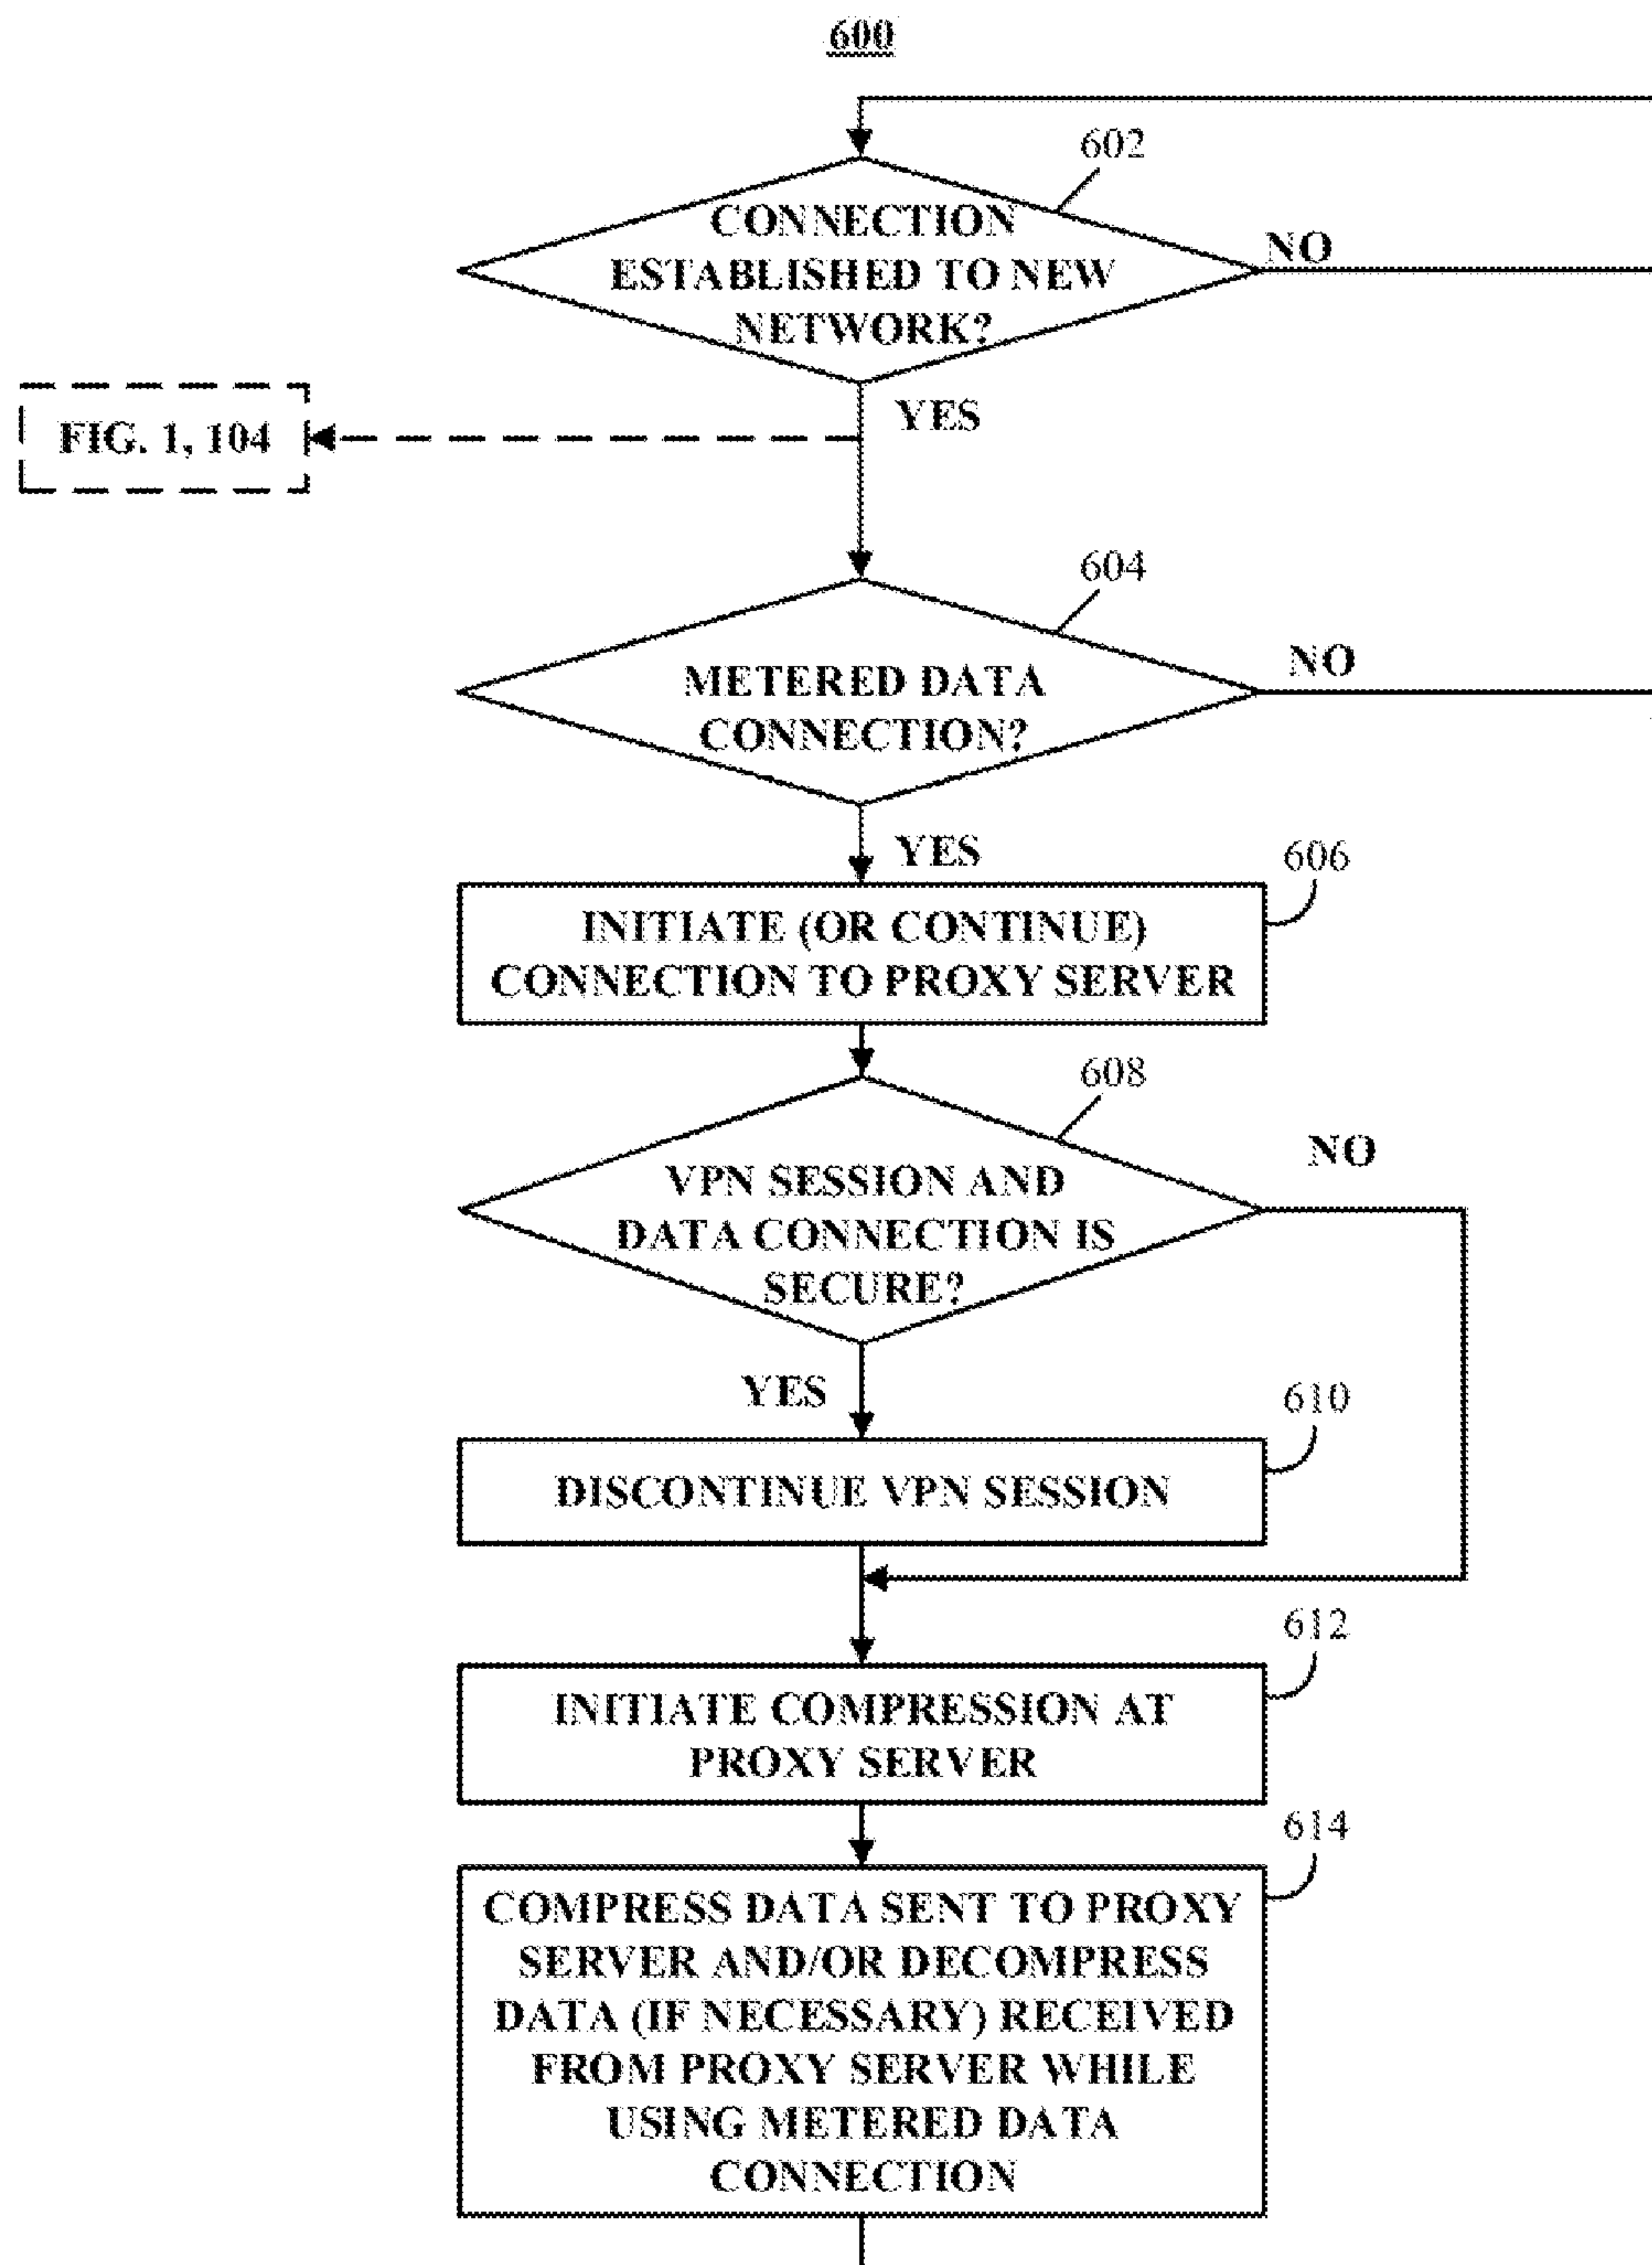 600
602
CONNECTION
ESTABLISHED TO NEW
NETWORK?
NO
YES
FIG. 1, 104
604
METERED DATA
CONNECTION?
NO
YES
606
INITIATE (OR CONTINUE)
CONNECTION TO PROXY SERVER
608
VPN SESSION AND
DATA CONNECTION IS
SECURE?
NO
YES
610
DISCONTINUE VPN SESSION
612
INITIATE COMPRESSION AT
PROXY SERVER
614
COMPRESS DATA SENT TO PROXY
SERVER AND/OR DECOMPRESS
DATA (IF NECESSARY) RECEIVED
FROM PROXY SERVER WHILE
USING METERED DATA
CONNECTION